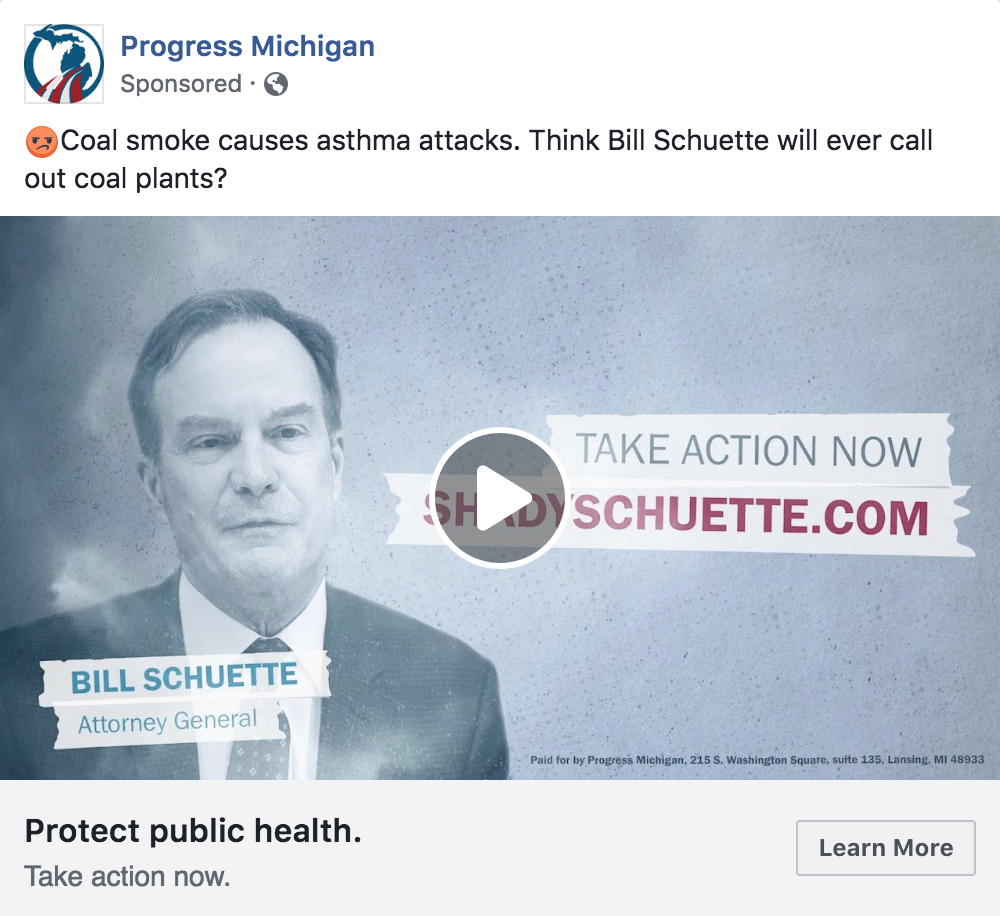 Progress Michigan
Sponsored ·
😡Coal smoke causes asthma attacks. Think Bill Schuette will ever call
out coal plants?
TAKE ACTION NOW
SHADYSCHUETTE.COM
BILL SCHUETTE
Attorney General
Paid for by Progress Michigan, 215 S. Washington Square, suite 135, Lansing, MI 48933
Protect public health.
Take action now.
Learn More